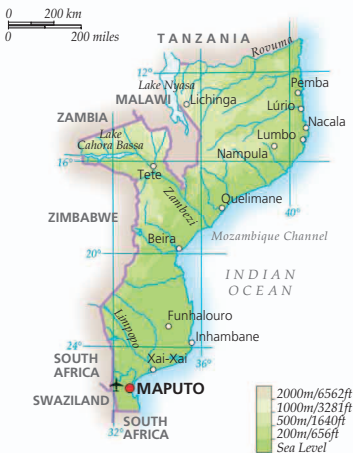 0 200 km
0 200 miles
TANZANIA
Rovuma
12°
Lake Nyasa
Pemba
MALAWI
Lichinga
Lúrio
ZAMBIA
Nacala
Lake
Cahora Bassa
Lumbo
Nampula
16°
Tete
Zambezi
Quelimane
40°
ZIMBABWE
Beira
Mozambique Channel
20°
INDIAN
OCEAN
Limpopo
Funhalouro
Inhambane
24°
SOUTH
AFRICA
Xai-Xai
36°
MAPUTO
SWAZILAND
32°
SOUTH
AFRICA
2000m/6562ft
1000m/3281ft
500m/1640ft
200m/656ft
Sea Level